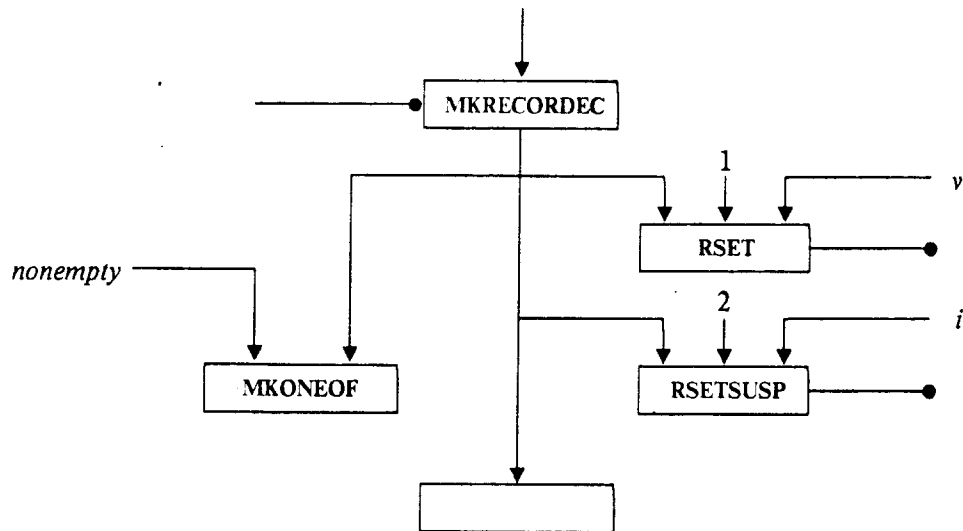 MKRECORDEC
1
v
RSET
nonempty
2
i
MKONEOF
RSETSUSP